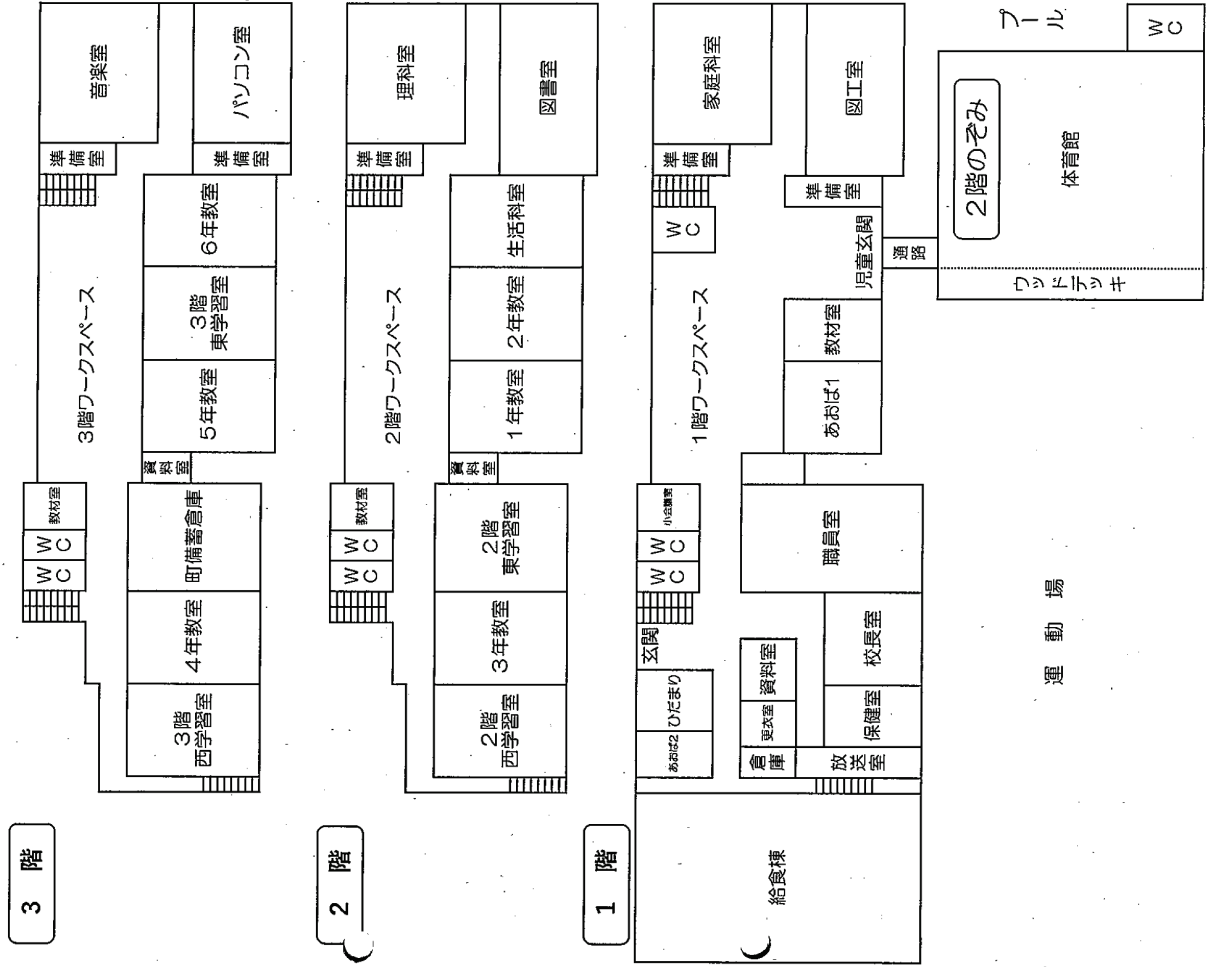 3 階
音楽室
準備室
パソコン室
準備室
3階ワークスペース
6年教室
3階
東学習室
5年教室
資料室
教材室
WC
WC
町備蓄倉庫
4年教室
3階
西学習室
2 階
理科室
準備室
図書室
2階ワークスペース
生活科室
2年教室
1年教室
資料室
教材室
WC
WC
2階
東学習室
3年教室
2階
西学習室
1 階
家庭科室
準備室
図工室
準備室
WC
1階ワークスペース
児童玄関
通路
教材室
あおば1
小会議室
WC
WC
職員室
玄関
ひだまり
あおば2
資料室
更衣室
倉庫
校長室
保健室
放送室
給食棟
プール
WC
2階のぞみ
体育館
ウッドデッキ
運動場